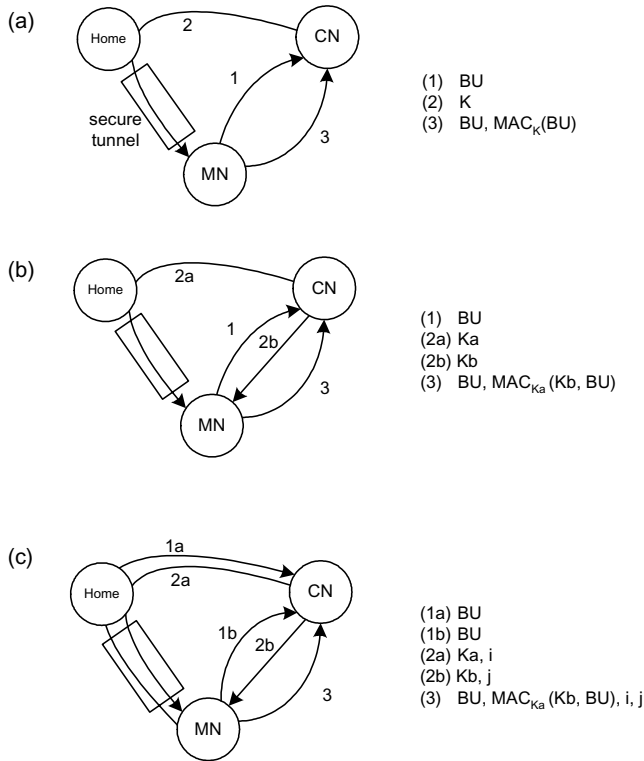 (a)
Home
2
CN
1
secure
tunnel
3
MN
(1) BU
(2) K
(3) BU, MACK(BU)
(b)
Home
2a
CN
1
2b
3
MN
(1) BU
(2a) Ka
(2b) Kb
(3) BU, MACKa (Kb, BU)
(c)
1a
Home
2a
CN
1b
2b
3
MN
(1a) BU
(1b) BU
(2a) Ka, i
(2b) Kb, j
(3) BU, MACKa (Kb, BU), i, j